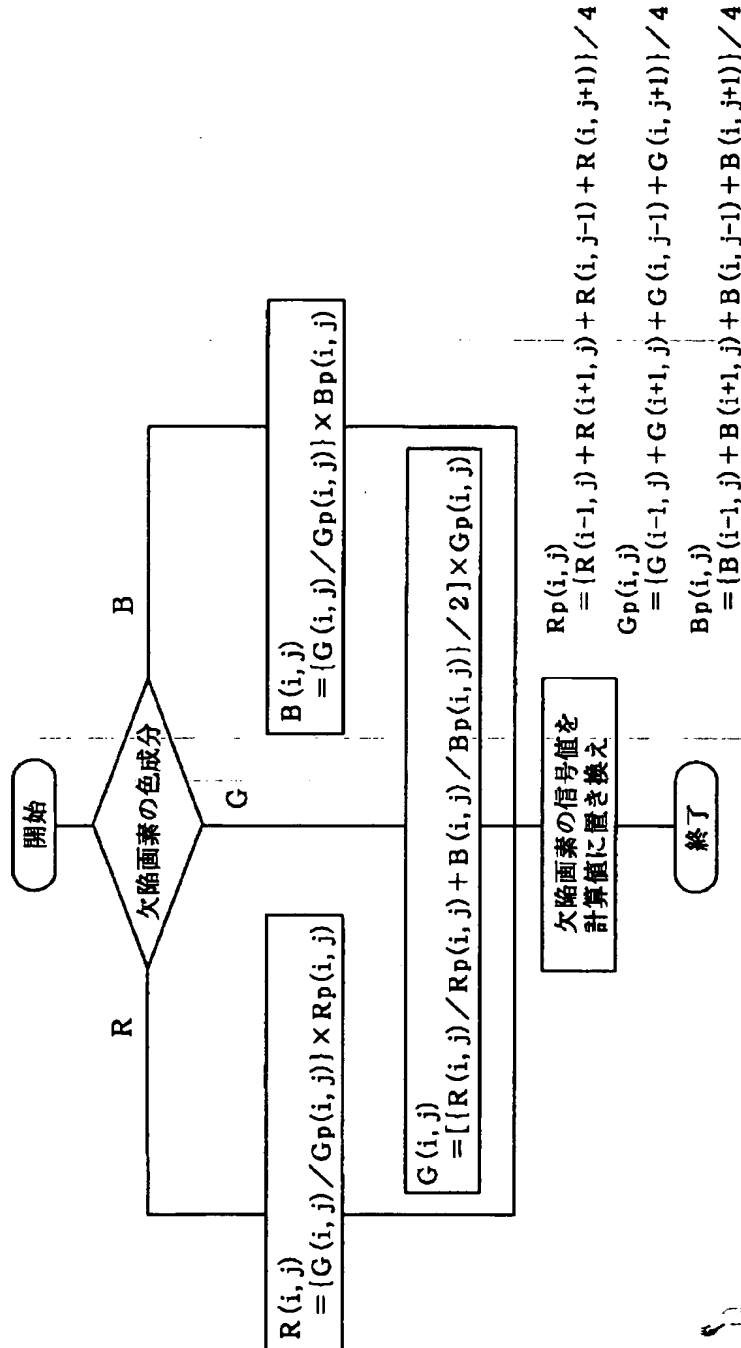 開始
欠陥画素の色成分
R
G
B
R(i,j)
={G(i,j)/Gp(i,j)}×Rp(i,j)
B(i,j)
={G(i,j)/Gp(i,j)}×Bp(i,j)
G(i,j)
=[{R(i,j)/Rp(i,j)+B(i,j)/Bp(i,j)}/2]×Gp(i,j)
欠陥画素の信号値を
計算値に置き換え
終了
Rp(i,j)
={R(i-1,j)+R(i+1,j)+R(i,j-1)+R(i,j+1)}/4
Gp(i,j)
={G(i-1,j)+G(i+1,j)+G(i,j-1)+G(i,j+1)}/4
Bp(i,j)
={B(i-1,j)+B(i+1,j)+B(i,j-1)+B(i,j+1)}/4